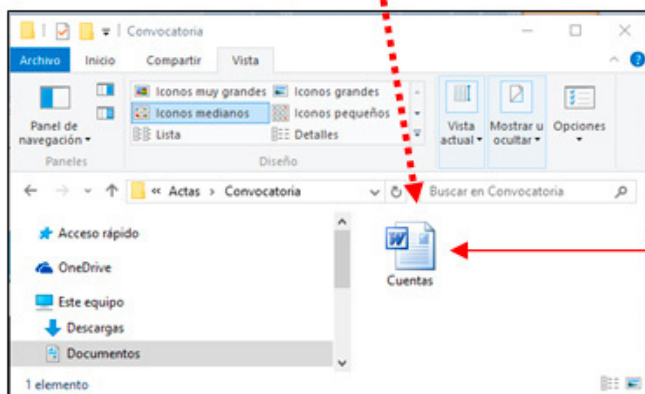 Convocatoria
Archivo Inicio Compartir Vista
Iconos muy grandes Iconos grandes
Iconos medianos Iconos pequeños
Lista Detalles
Panel de navegación
Vista actual
Mostrar u ocultar
Opciones
Paneles Diseño
« Actas › Convocatoria
Buscar en Convocatoria
Acceso rápido
OneDrive
Este equipo
Descargas
Documentos
W
Cuentas
1 elemento